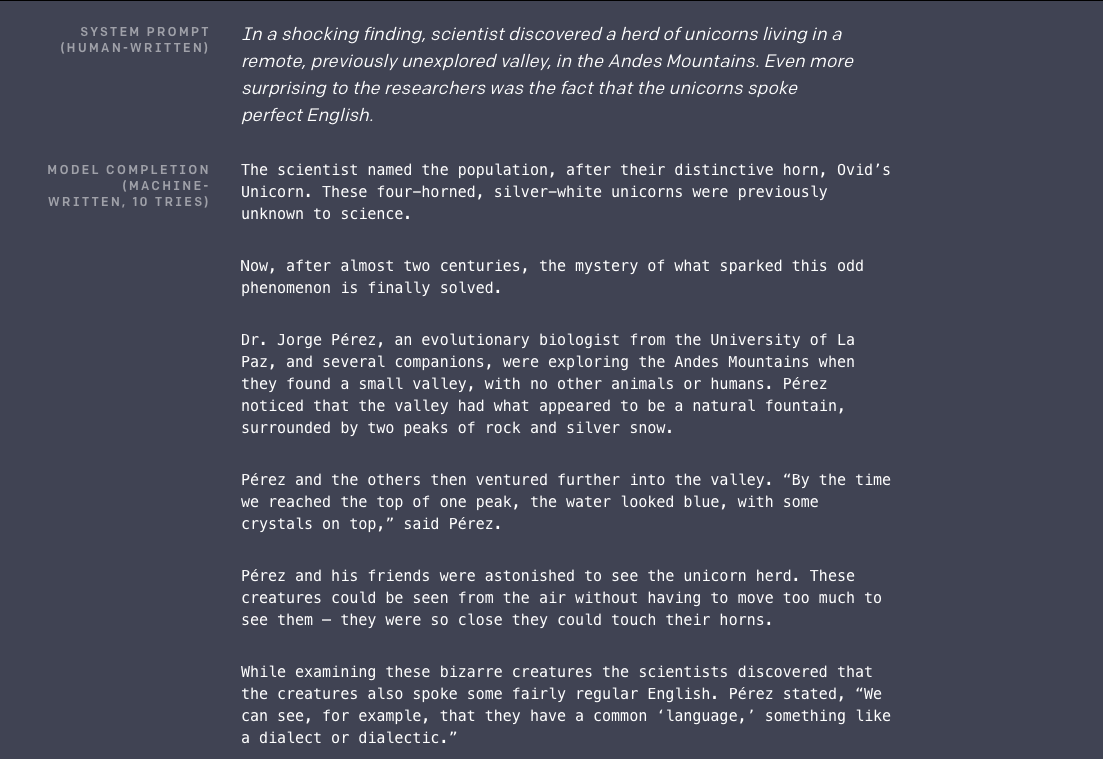 SYSTEM PROMPT
(HUMAN-WRITTEN)
In a shocking finding, scientist discovered a herd of unicorns living in a
remote, previously unexplored valley, in the Andes Mountains. Even more
surprising to the researchers was the fact that the unicorns spoke
perfect English.
MODEL COMPLETION
(MACHINE-
WRITTEN, 10 TRIES)
The scientist named the population, after their distinctive horn, Ovid’s
Unicorn. These four-horned, silver-white unicorns were previously
unknown to science.
Now, after almost two centuries, the mystery of what sparked this odd
phenomenon is finally solved.
Dr. Jorge Pérez, an evolutionary biologist from the University of La
Paz, and several companions, were exploring the Andes Mountains when
they found a small valley, with no other animals or humans. Pérez
noticed that the valley had what appeared to be a natural fountain,
surrounded by two peaks of rock and silver snow.
Pérez and the others then ventured further into the valley. “By the time
we reached the top of one peak, the water looked blue, with some
crystals on top,” said Pérez.
Pérez and his friends were astonished to see the unicorn herd. These
creatures could be seen from the air without having to move too much to
see them – they were so close they could touch their horns.
While examining these bizarre creatures the scientists discovered that
the creatures also spoke some fairly regular English. Pérez stated, “We
can see, for example, that they have a common ‘language,’ something like
a dialect or dialectic.”